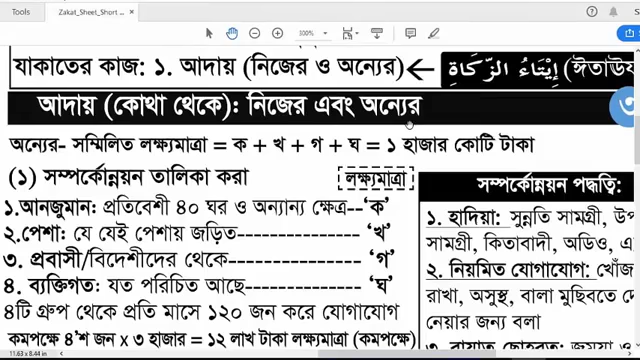 Tools
Zakat_Sheet_Short ... ×
300%
যাকাতের কাজ: ১. আদায় (নিজের ও অন্যের) ← إِيْتَاءُ الزَّكَاةِ (ঈতাউয
আদায় (কোথা থেকে): নিজের এবং অন্যের
অন্যের- সম্মিলিত লক্ষ্যমাত্রা = ক + খ + গ + ঘ = ১ হাজার কোটি টাকা
(১) সম্পর্কোন্নয়ন তালিকা করা
লক্ষ্যমাত্রা
১.আনজুমান: প্রতিবেশী ৪০ ঘর ও অন্যান্য ক্ষেত্র--'ক'
২.পেশা: যে যেই পেশায় জড়িত---------------'খ'
৩. প্রবাসী/বিদেশীদের থেকে---------------'গ'
৪. ব্যক্তিগত: যত পরিচিত আছে-------------'ঘ'
৪টি গ্রুপ থেকে প্রতি মাসে ১২০ জন করে যোগাযোগ
কমপক্ষে ৪'শ জন × ৩ হাজার = ১২ লাখ টাকা লক্ষ্যমাত্রা (কমপক্ষে)
সম্পর্কোন্নয়ন পদ্ধতি:
১. হাদিয়া: সুন্নতি সামগ্রী, উপ
সামগ্রী, কিতাবাদী, অডিও, এ
২. নিয়মিত যোগাযোগ: খোঁজ
রাখা, অসুস্থ, বালা মুছিবতে দে
নেয়ার জন্য বলা
11.63 x 8.44 in